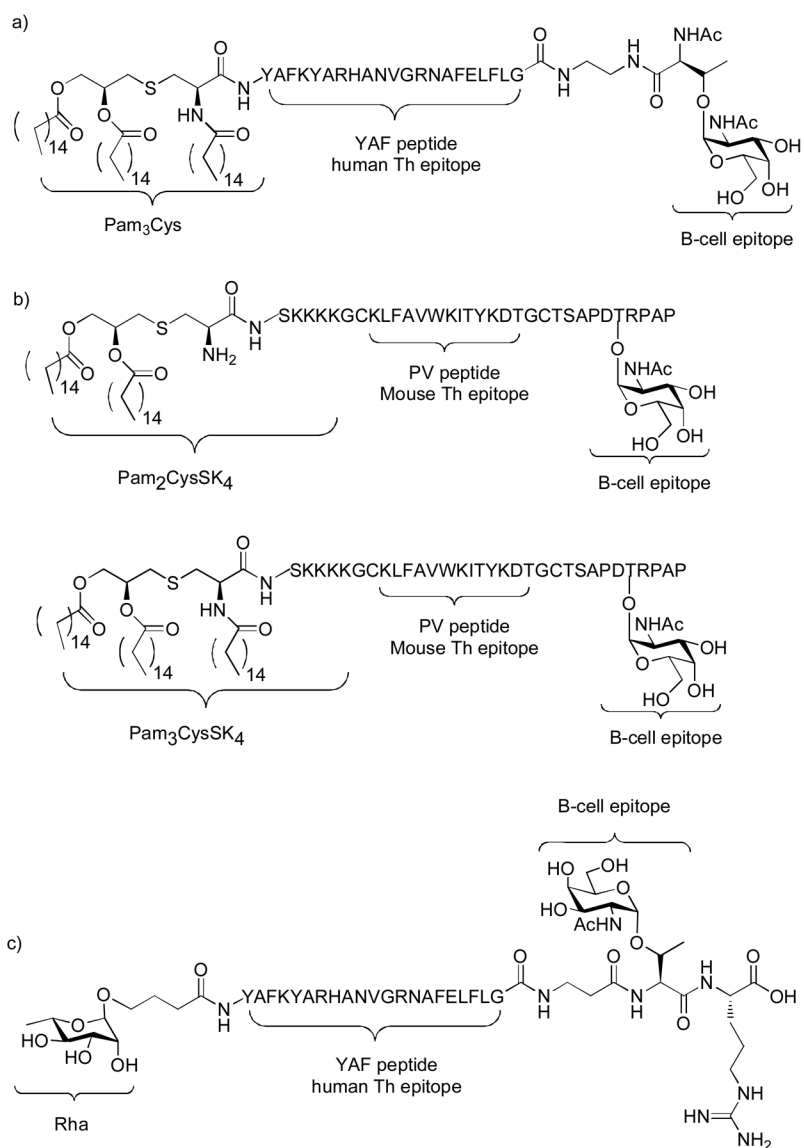 a)
O
NHAc
O
O
S
N
H
YAFKYARHANVGRNAFELFLG
O
N
H
H
N
O
O
HN
O
O
O
14
14
14
YAF peptide
human Th epitope
NHAc
O
OH
HO
OH
Pam3Cys
B-cell epitope
b)
O
O
S
N
H
SKKKKGCKLFAVWKITYKDTGCTSAPDTRPAP
O
O
NH2
O
14
14
PV peptide
Mouse Th epitope
O
NHAc
O
OH
HO
OH
Pam2CysSK4
B-cell epitope
O
O
S
N
H
SKKKKGCKLFAVWKITYKDTGCTSAPDTRPAP
O
O
HN
O
O
14
14
14
PV peptide
Mouse Th epitope
O
NHAc
O
OH
HO
OH
Pam3CysSK4
B-cell epitope
B-cell epitope
HO
OH
O
HO
AcHN
O
c)
O
O
N
H
YAFKYARHANVGRNAFELFLG
O
N
H
O
N
H
O
H
N
O
OH
O
HO
HO
OH
YAF peptide
human Th epitope
Rha
NH
HN
NH2